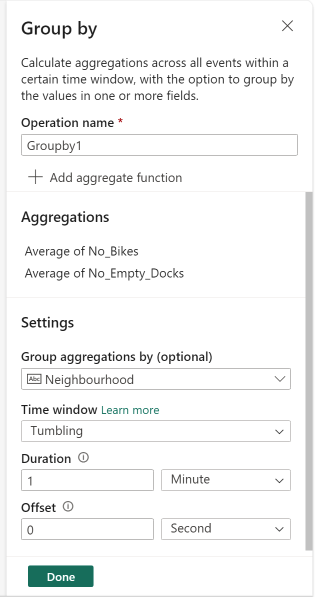 Group by
Calculate aggregations across all events within a
certain time window, with the option to group by
the values in one or more fields.
Operation name *
Groupby1
Add aggregate function
Aggregations
Average of No_Bikes
Average of No_Empty_Docks
Settings
Group aggregations by (optional)
Abc Neighbourhood
Time window Learn more
Tumbling
Duration
1 Minute
Offset
0 Second
Done